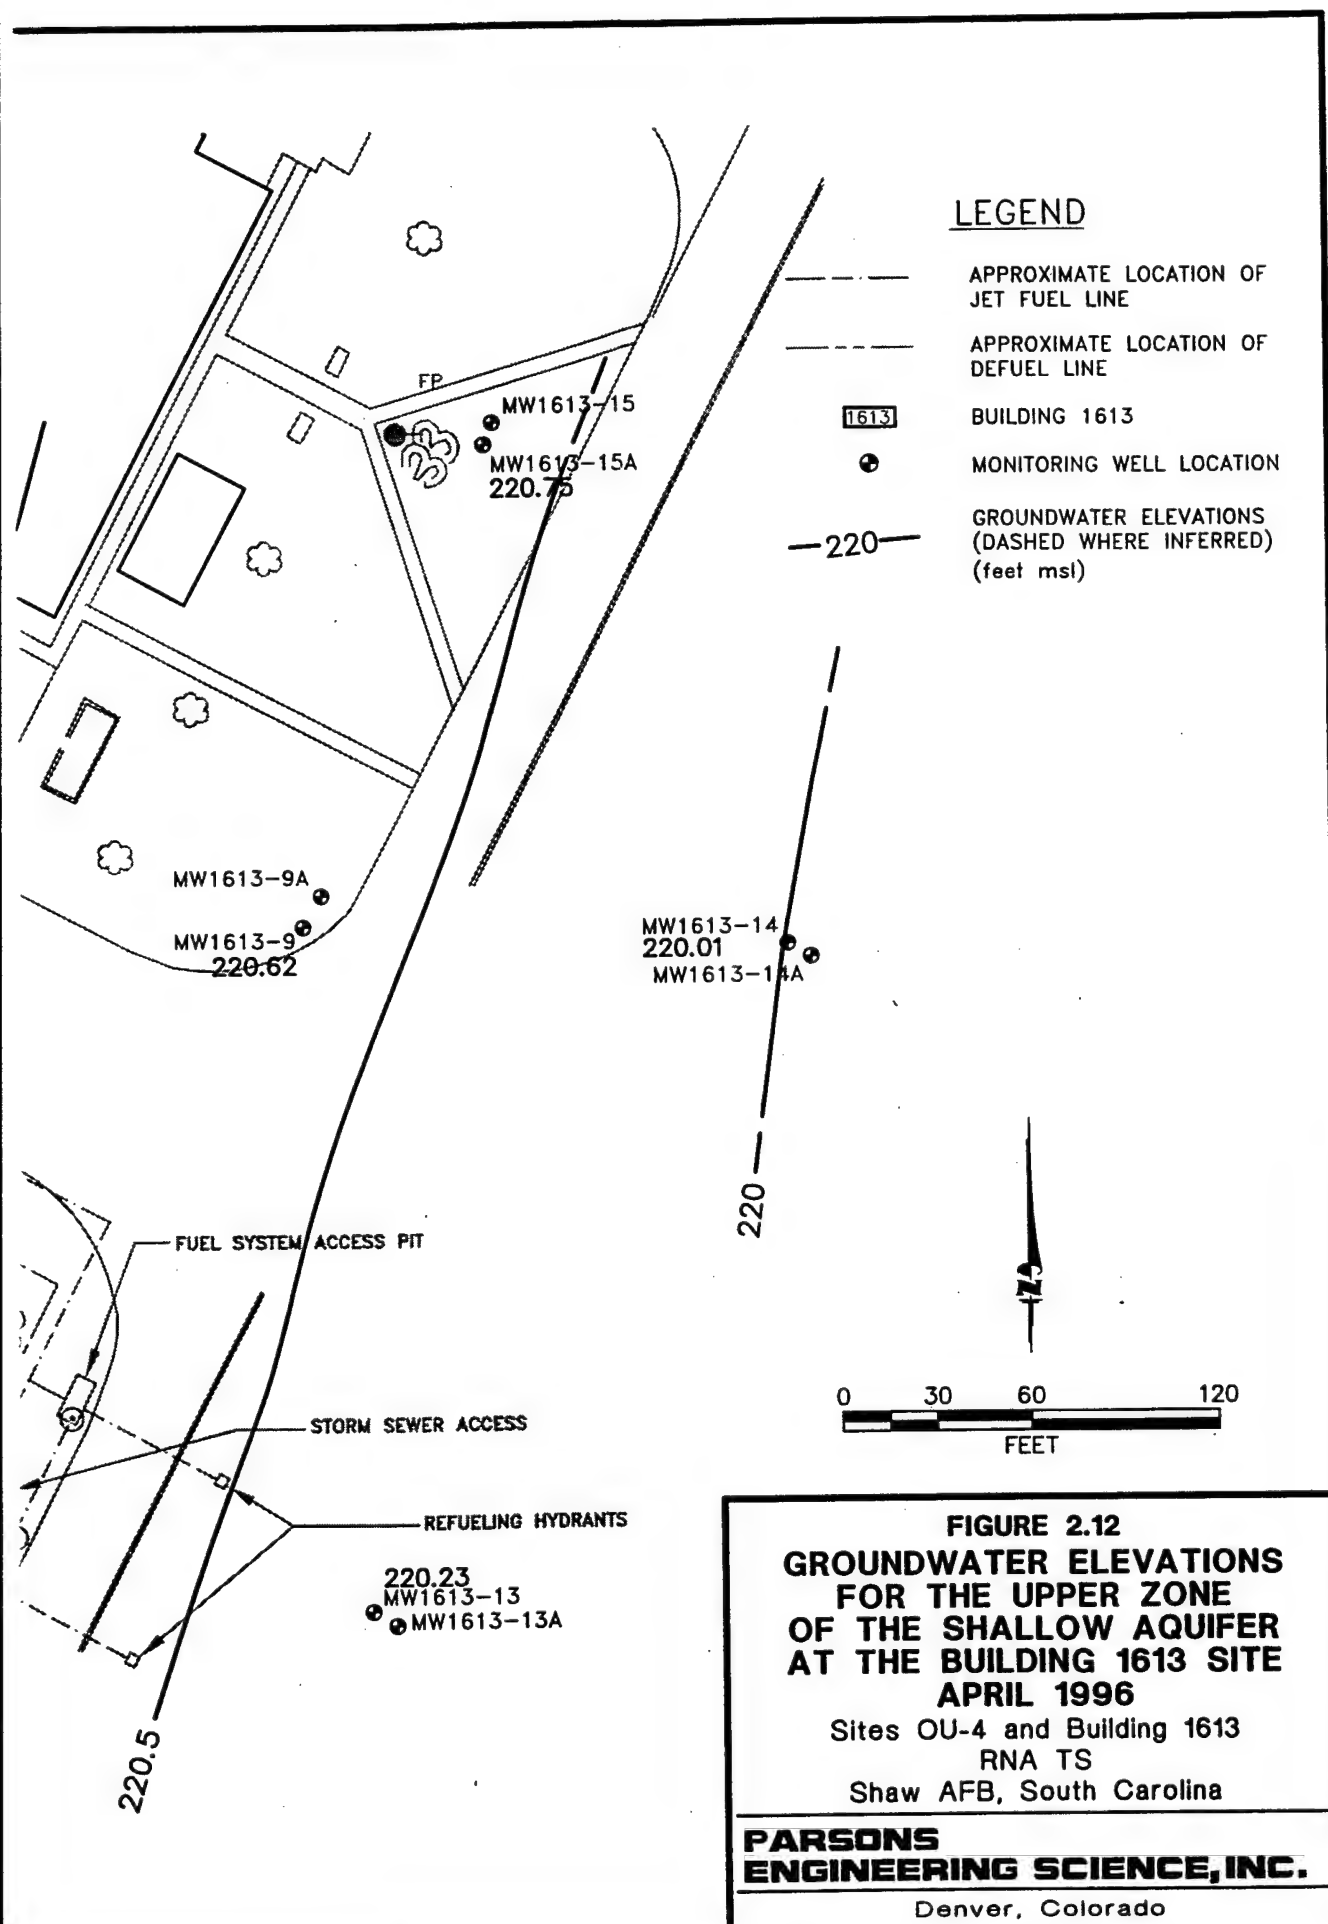 LEGEND
APPROXIMATE LOCATION OF
JET FUEL LINE
APPROXIMATE LOCATION OF
DEFUEL LINE
1613
BUILDING 1613
MONITORING WELL LOCATION
220
GROUNDWATER ELEVATIONS
(DASHED WHERE INFERRED)
(feet msl)
FP
MW1613-15
MW1613-15A
220.75
MW1613-9A
MW1613-9
220.62
MW1613-14
220.01
MW1613-14A
220
FUEL SYSTEM ACCESS PIT
STORM SEWER ACCESS
REFUELING HYDRANTS
220.23
MW1613-13
MW1613-13A
220.5
N
0 30 60 120
FEET
FIGURE 2.12
GROUNDWATER ELEVATIONS
FOR THE UPPER ZONE
OF THE SHALLOW AQUIFER
AT THE BUILDING 1613 SITE
APRIL 1996
Sites OU-4 and Building 1613
RNA TS
Shaw AFB, South Carolina
PARSONS
ENGINEERING SCIENCE, INC.
Denver, Colorado